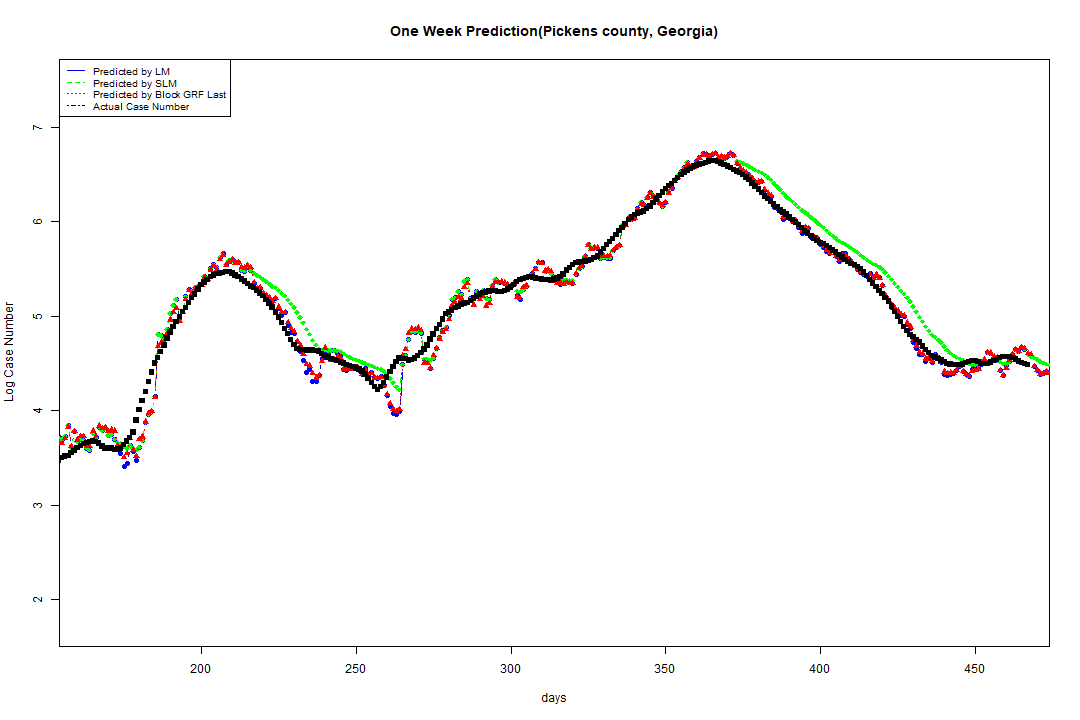 One Week Prediction(Pickens county, Georgia)
Predicted by LM
Predicted by SLM
Predicted by Block GRF Last
Actual Case Number
7
6
5
4
3
2
Log Case Number
200 250 300 350 400 450
days